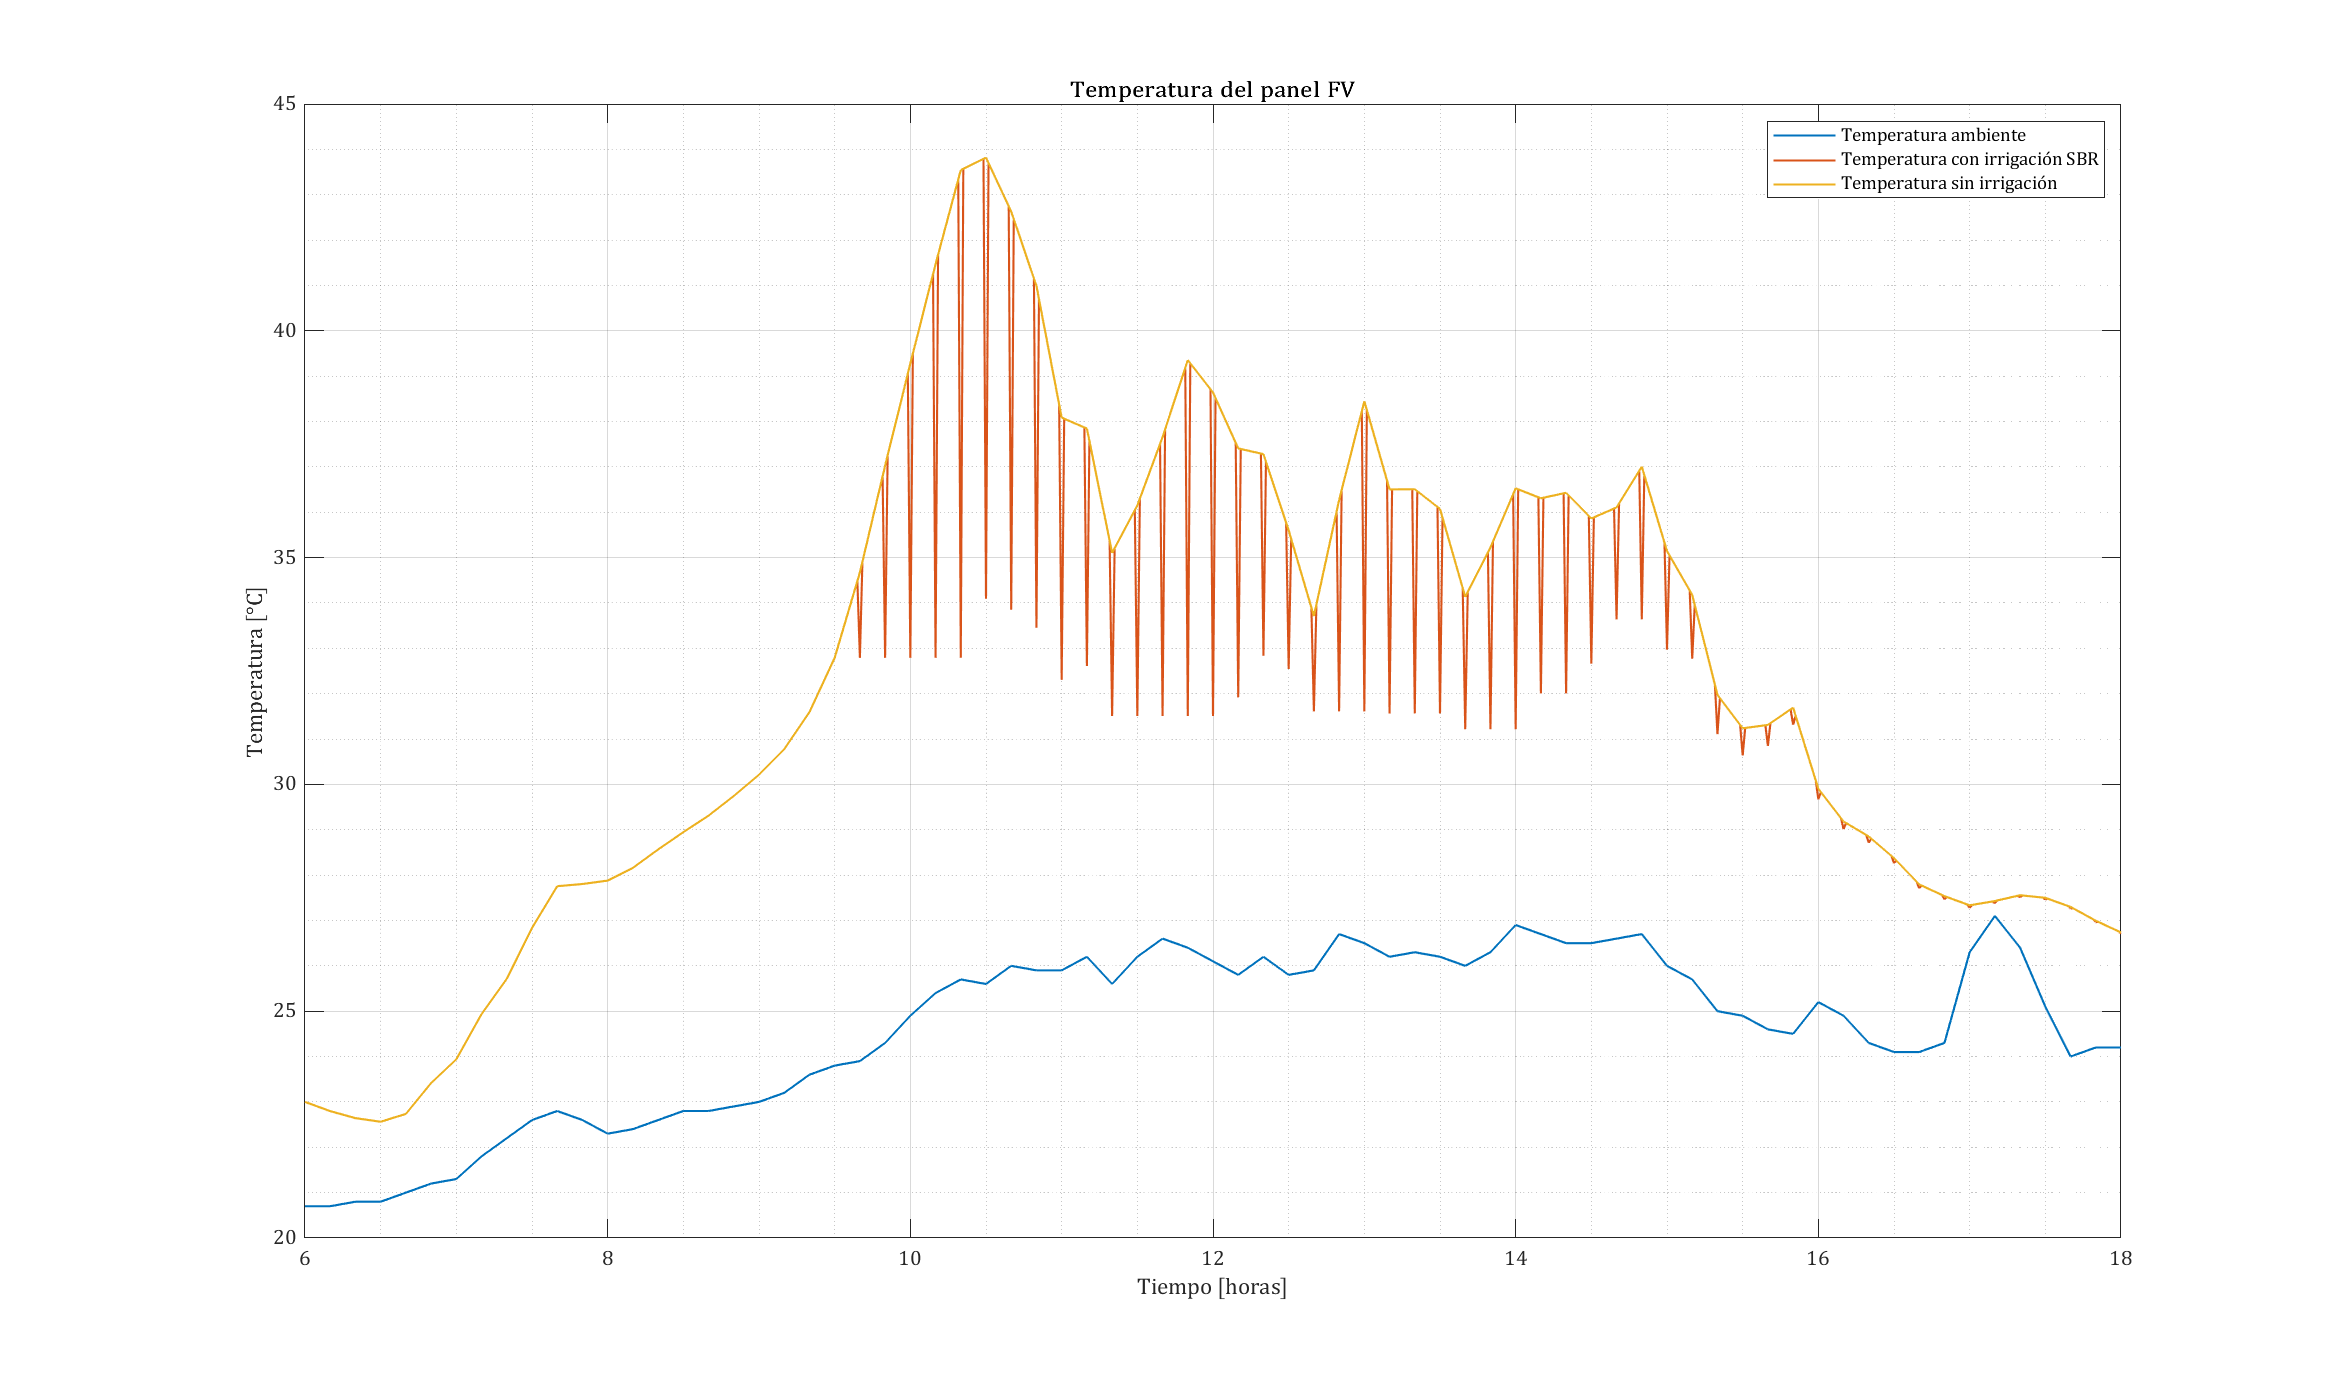 Temperatura del panel FV
45
40
35
30
25
20
Temperatura [°C]
Temperatura ambiente
Temperatura con irrigación SBR
Temperatura sin irrigación
6 8 10 12 14 16 18
Tiempo [horas]